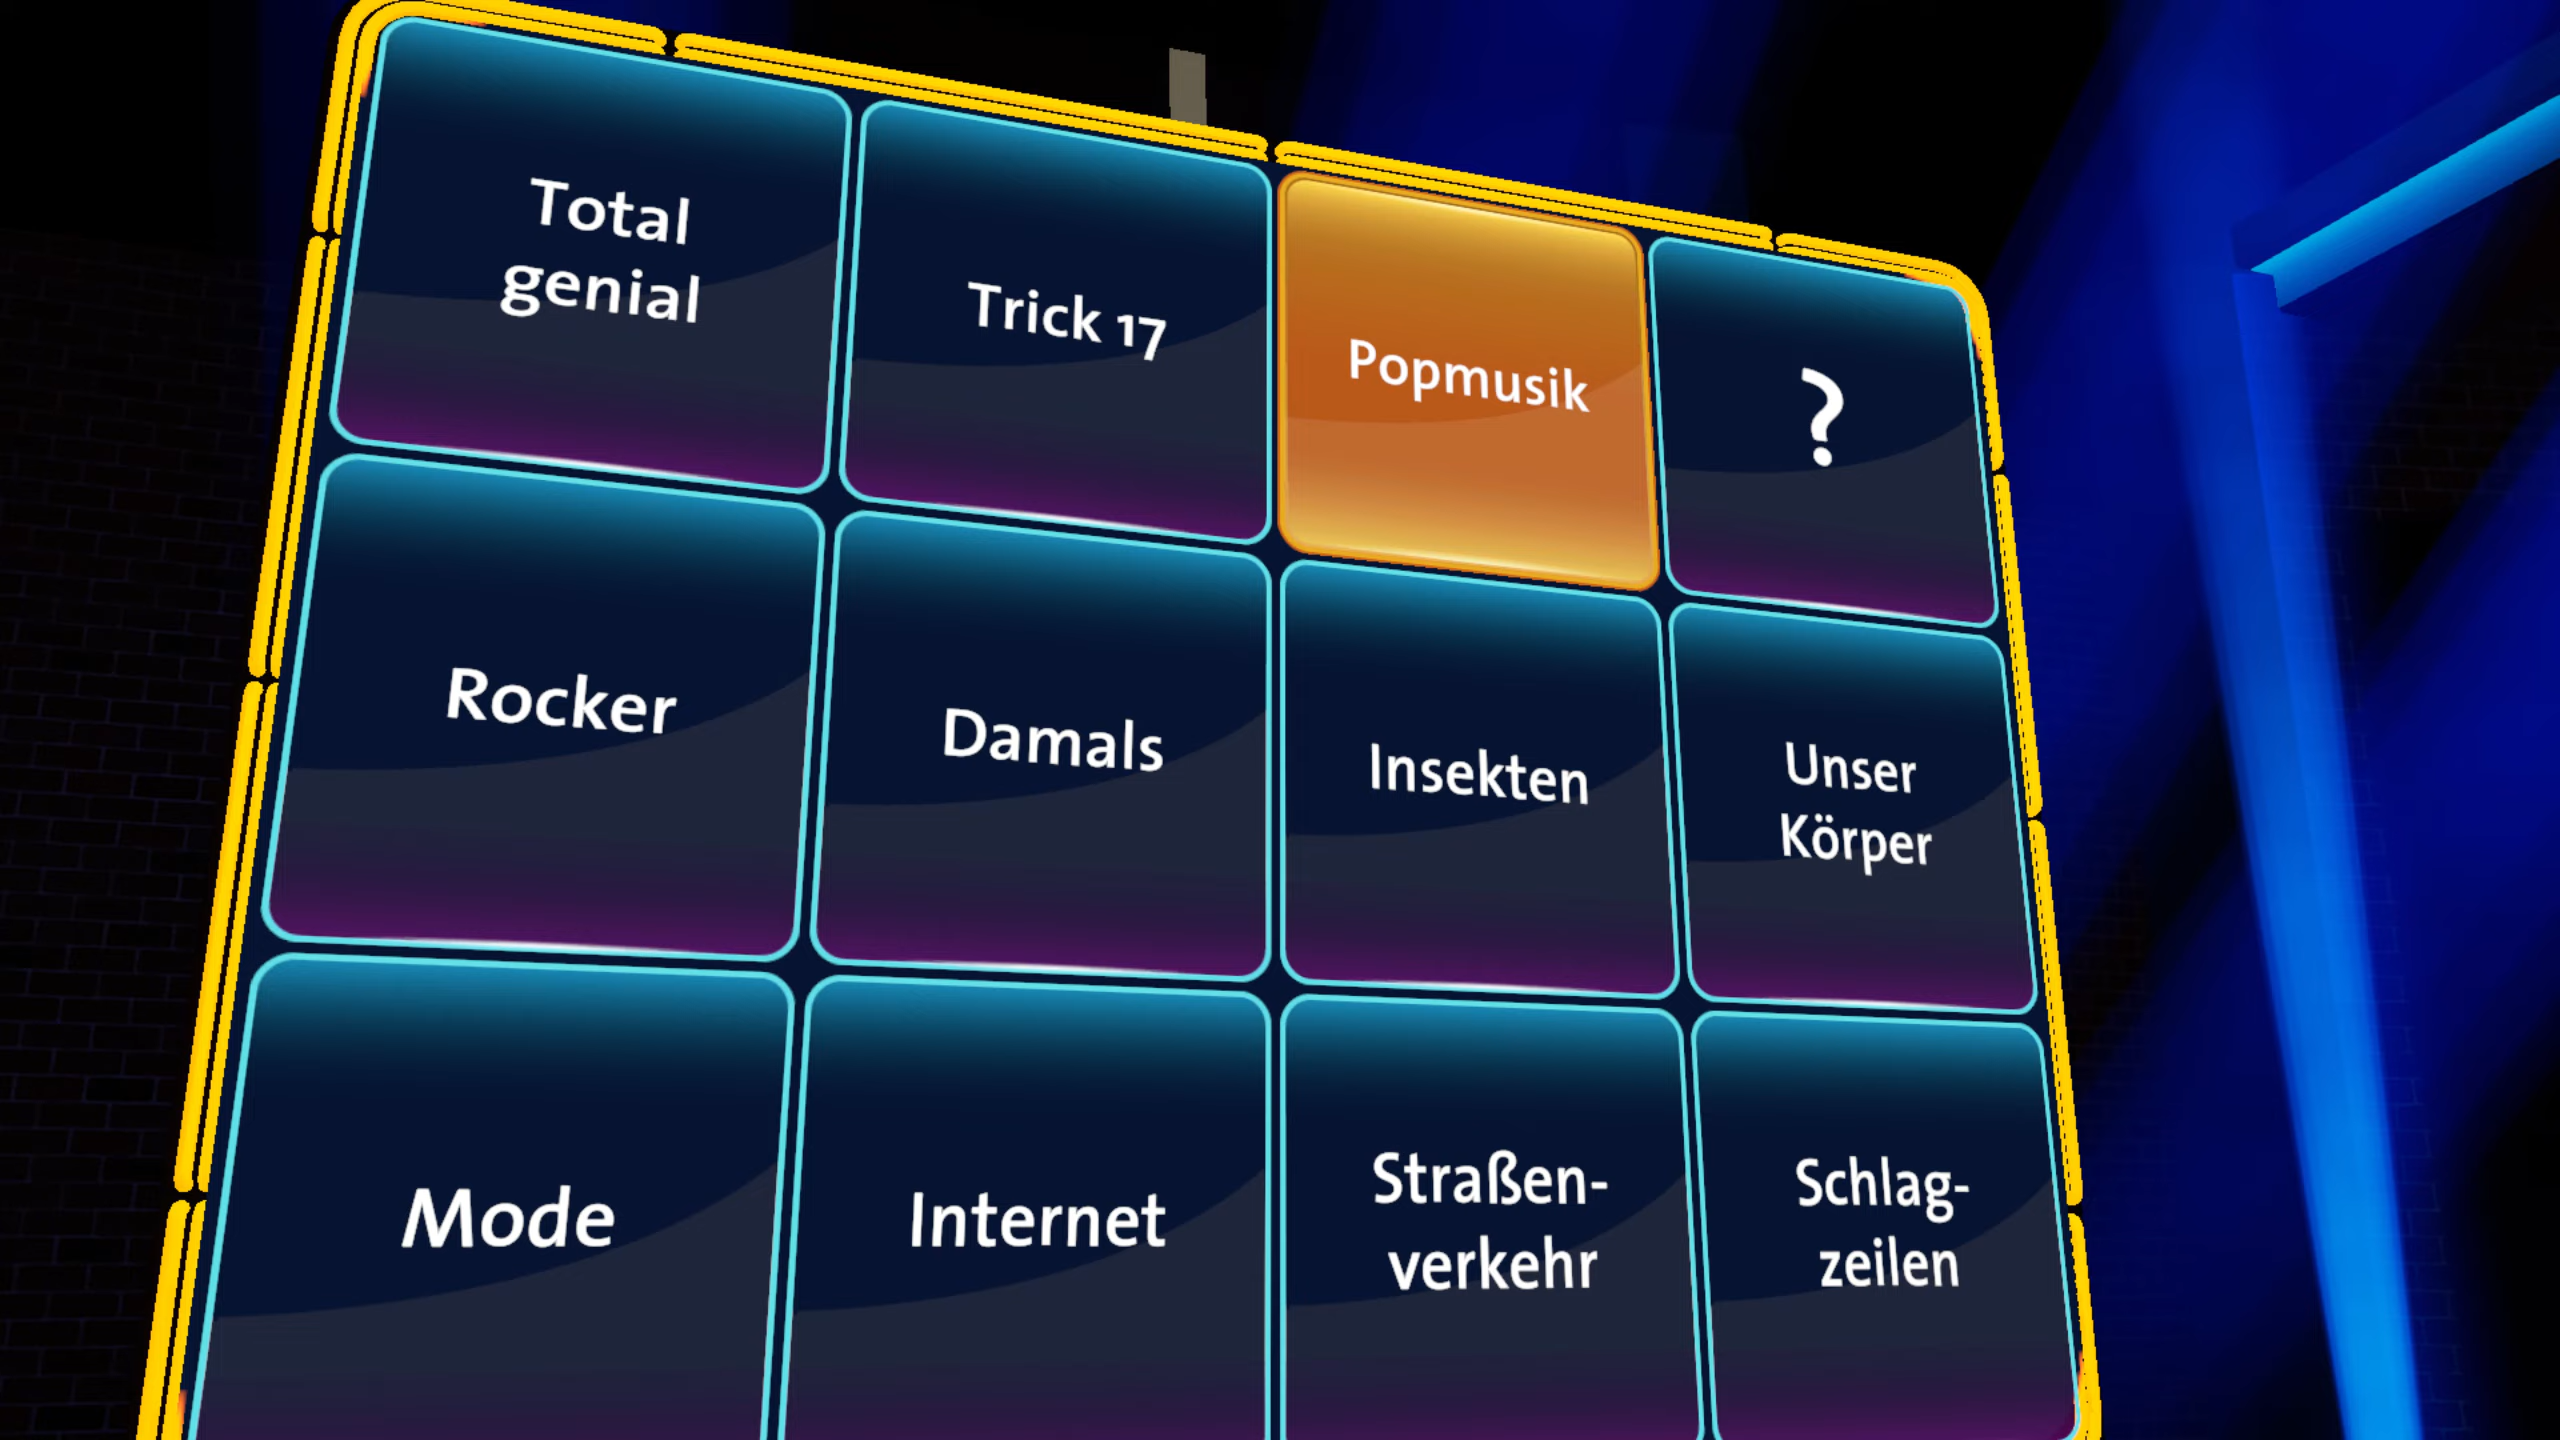 Total
genial
Trick 17
Popmusik
?
Rocker
Damals
Insekten
Unser
Körper
Mode
Internet
Straßen-
verkehr
Schlag-
zeilen